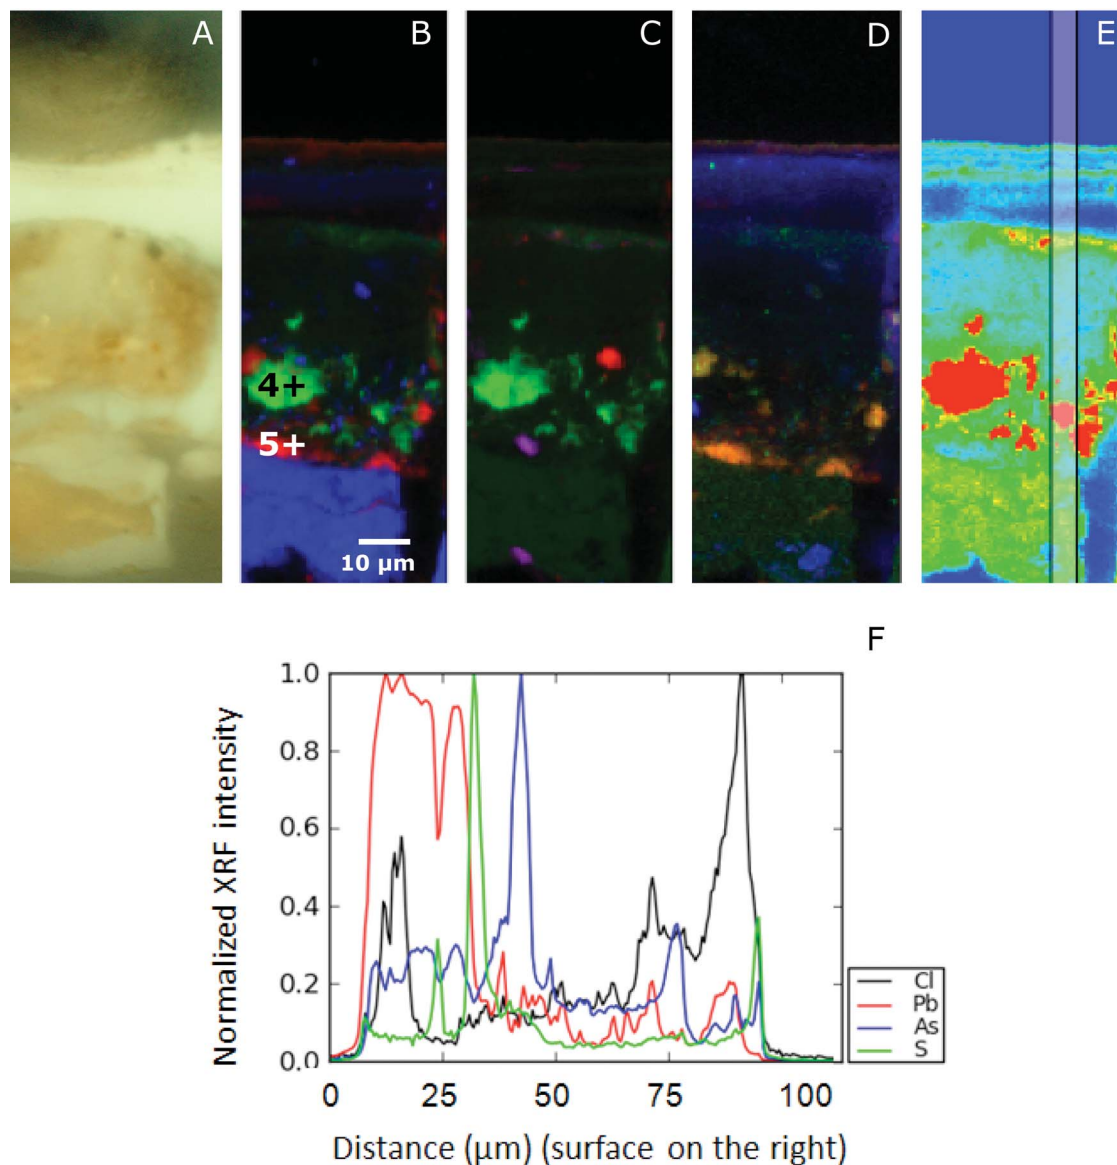 A
B
C
D
E
4+
5+
10 μm
F
Normalized XRF intensity
1.0
0.8
0.6
0.4
0.2
0.0
0
25
50
75
100
Distance (μm) (surface on the right)
Cl
Pb
As
S